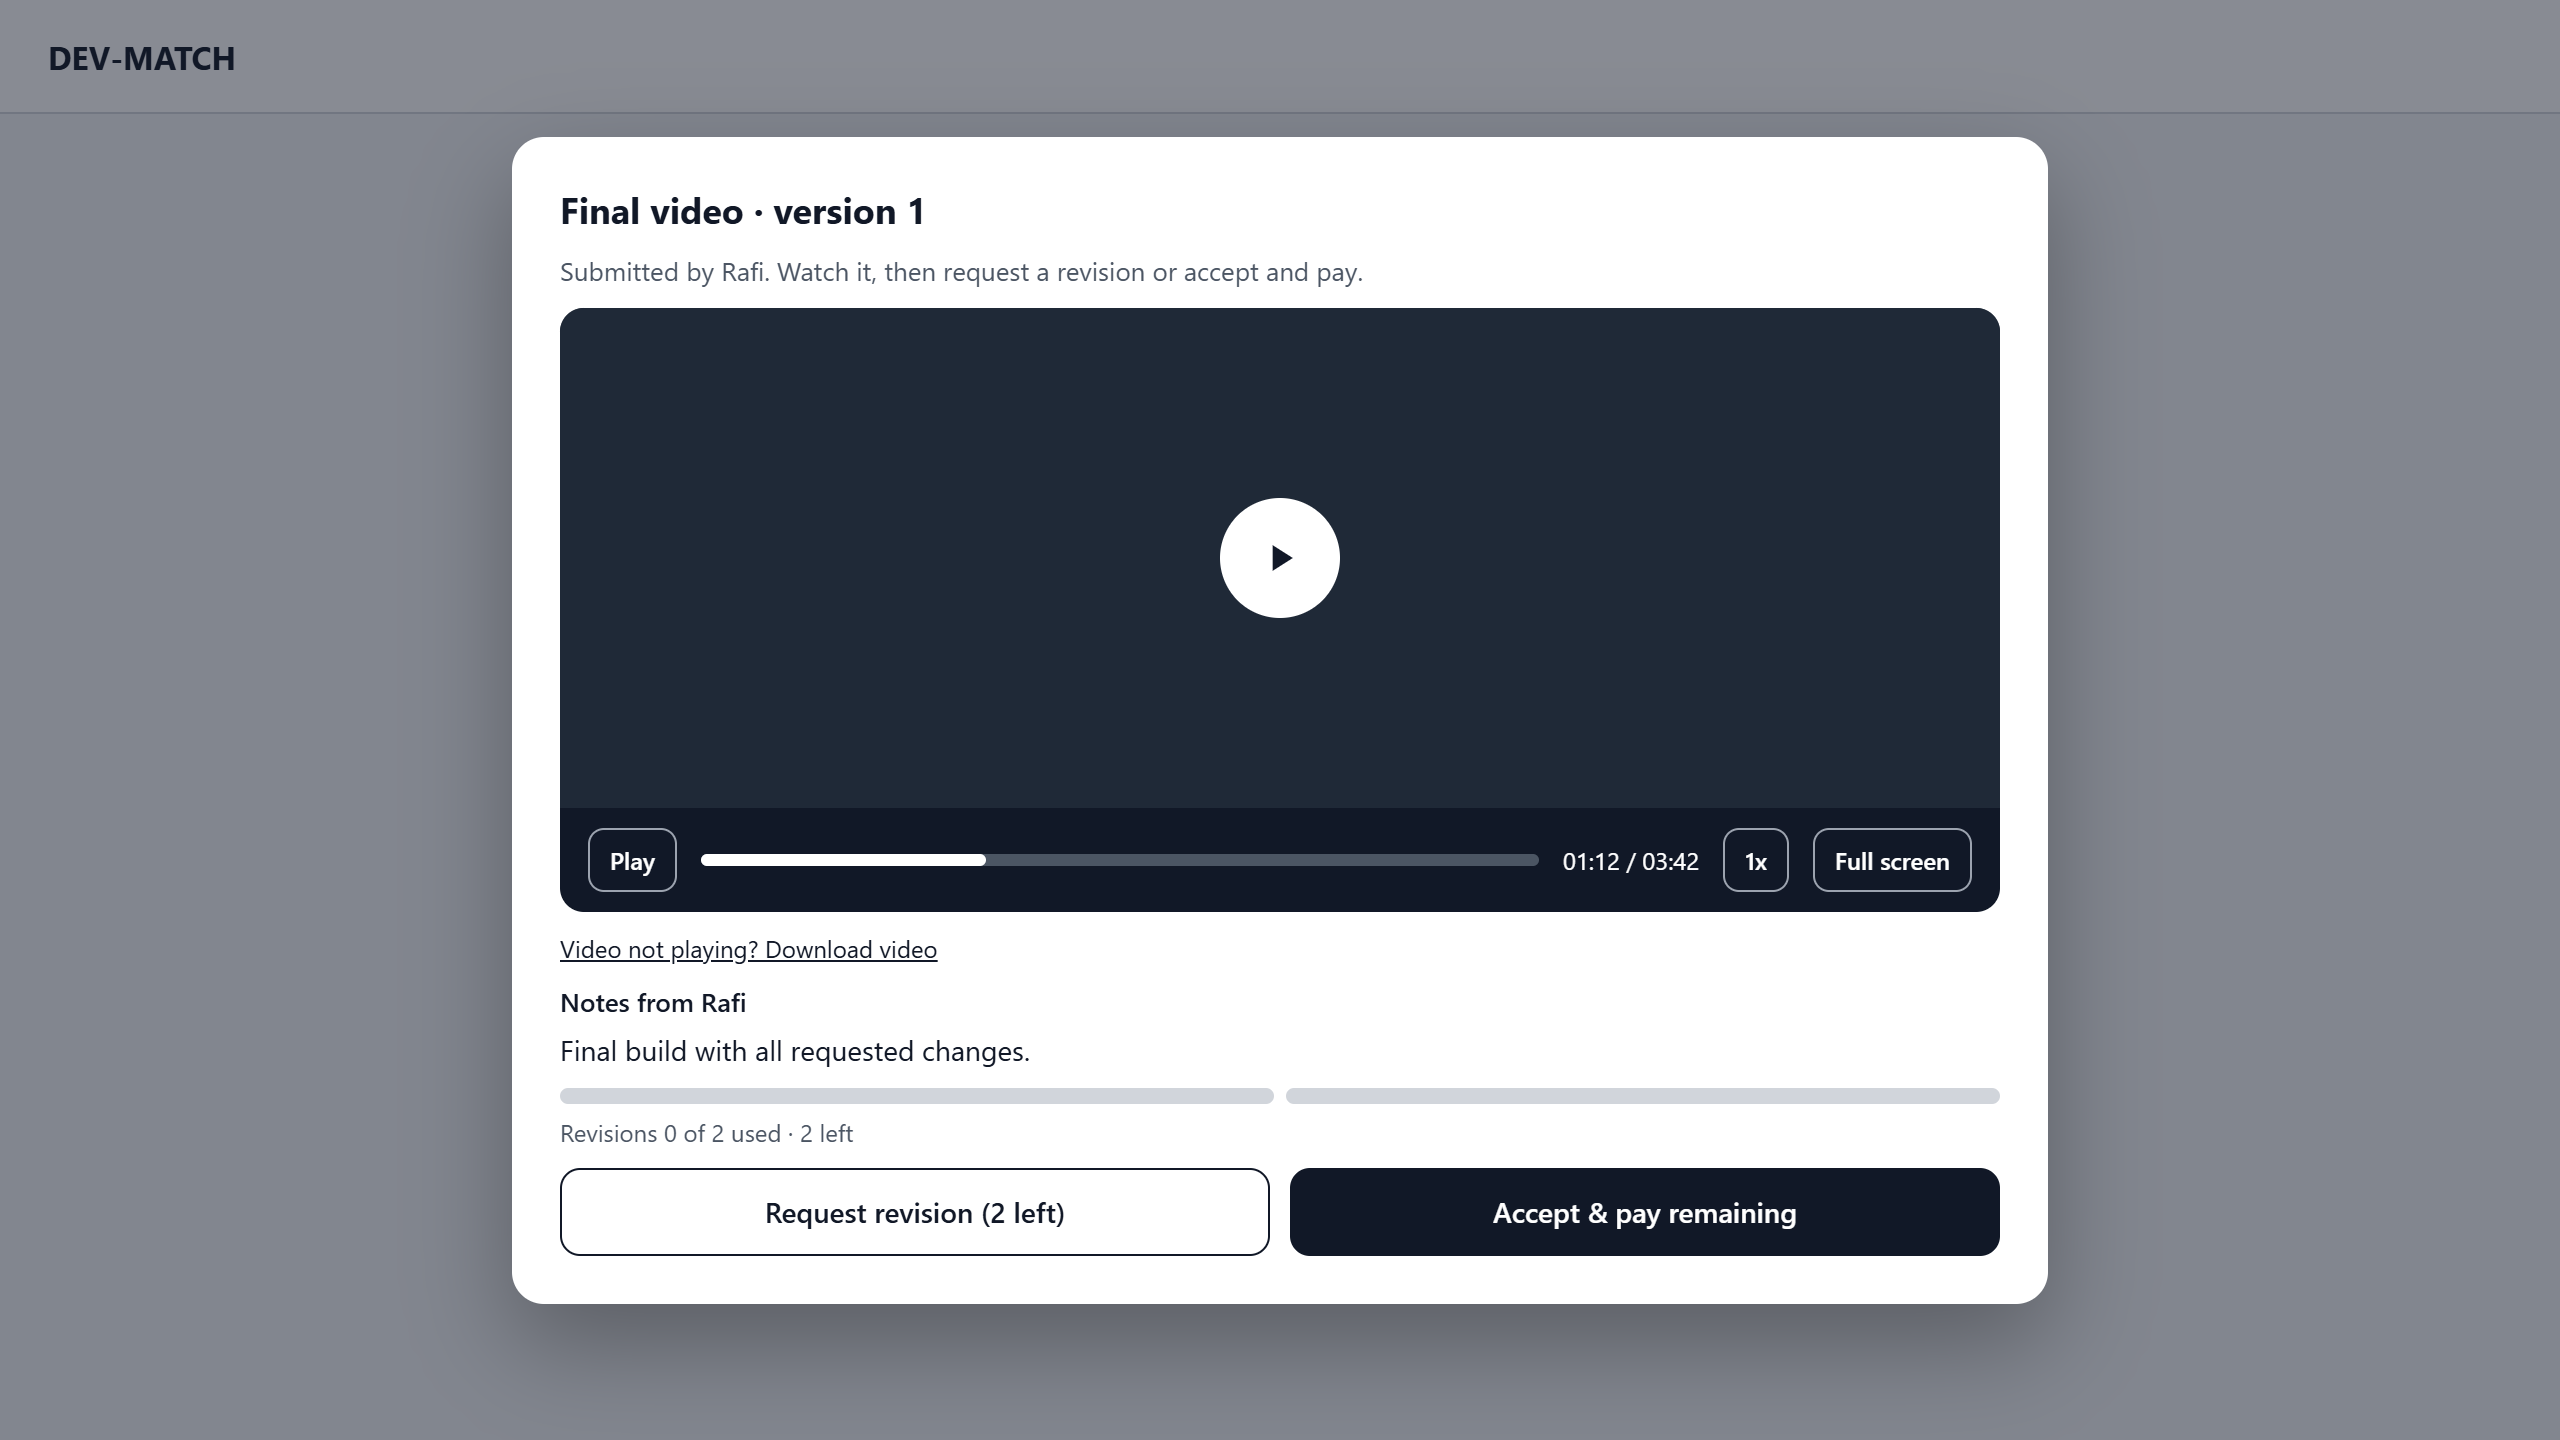 DEV-MATCH
Final video · version 1
Submitted by Rafi. Watch it, then request a revision or accept and pay.
Play
01:12 / 03:42
1x
Full screen
Video not playing? Download video
Notes from Rafi
Final build with all requested changes.
Revisions 0 of 2 used · 2 left
Request revision (2 left)
Accept & pay remaining